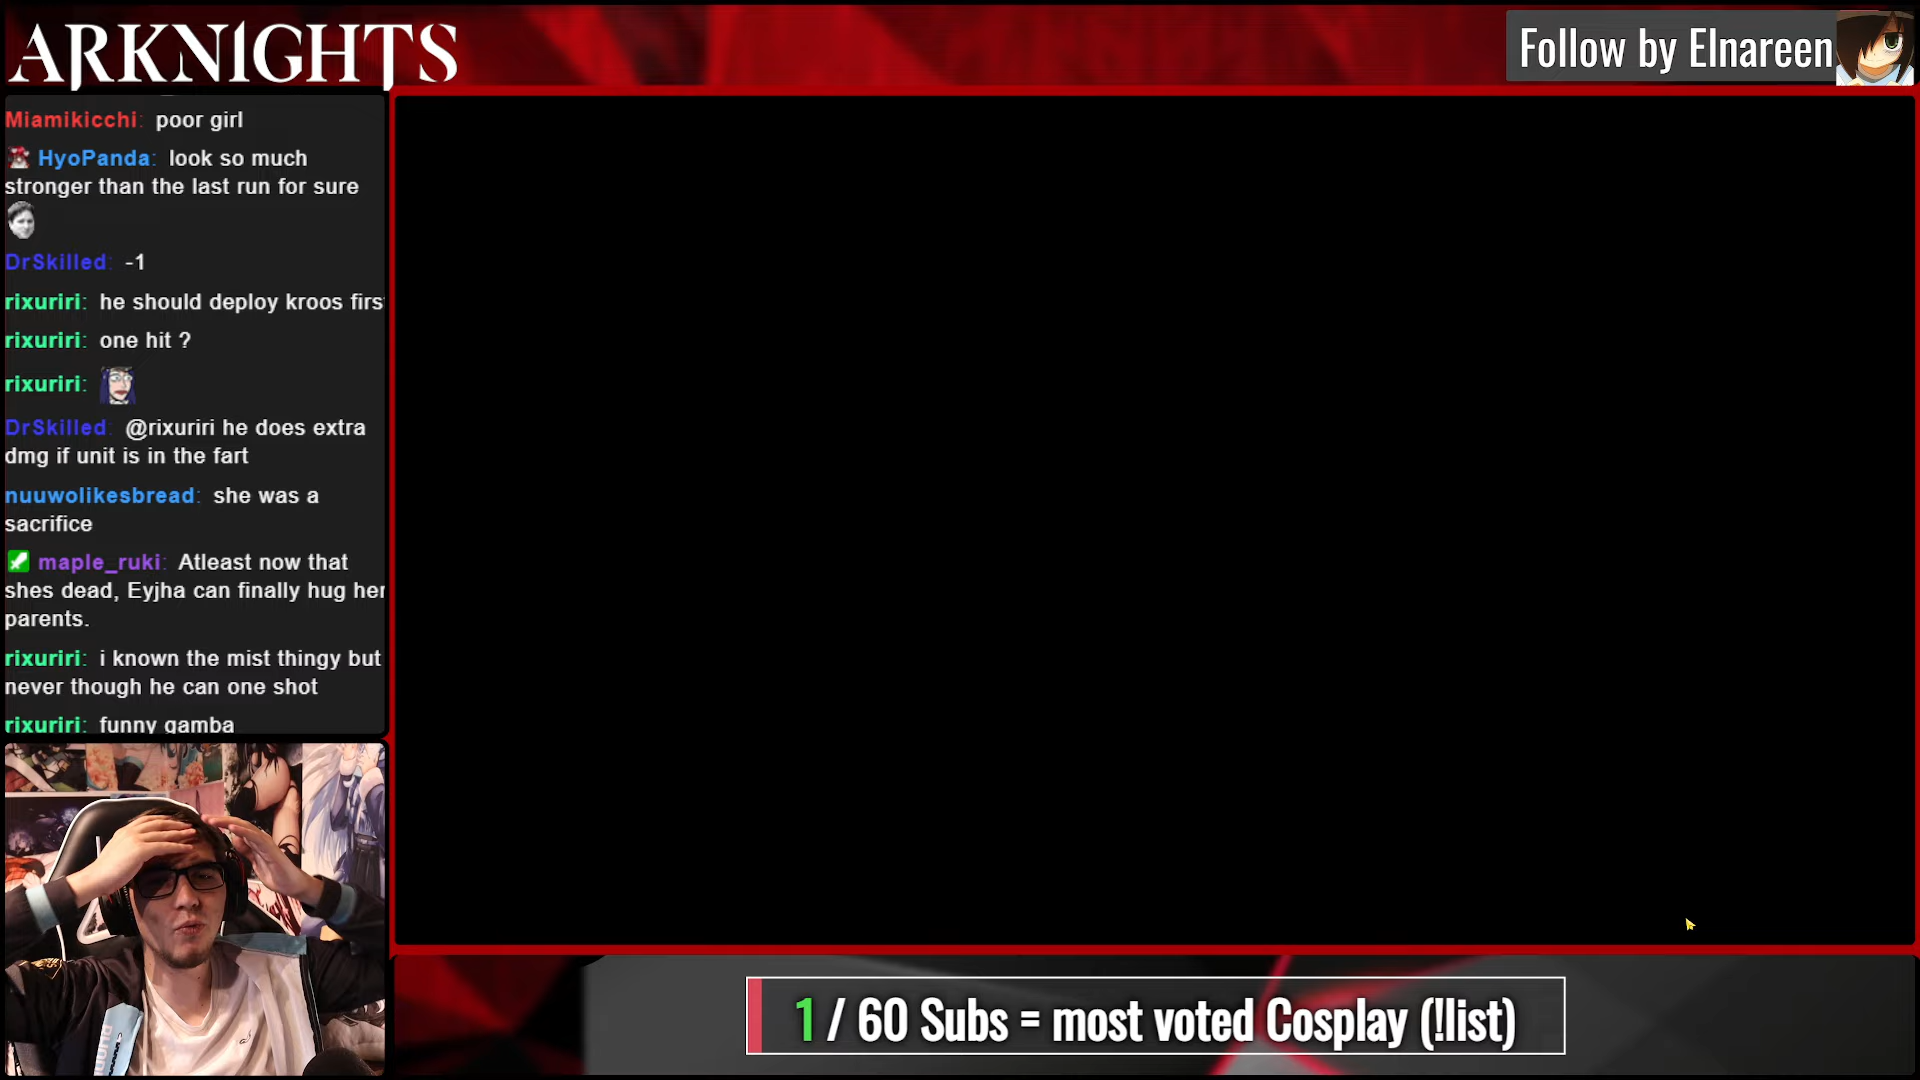 ARKNIGHTS
Follow by Elnareen
Miamikicchi: poor girl
HyoPanda: look so much
stronger than the last run for sure
DrSkilled: -1
rixuriri: he should deploy kroos first
rixuriri: one hit ?
rixuriri:
DrSkilled: @rixuriri he does extra
dmg if unit is in the fart
nuuwolikesbread: she was a
sacrifice
maple_ruki: Atleast now that
shes dead, Eyjha can finally hug her
parents.
rixuriri: i known the mist thingy but
never though he can one shot
rixuriri: funny gamba
1 / 60 Subs = most voted Cosplay (!list)